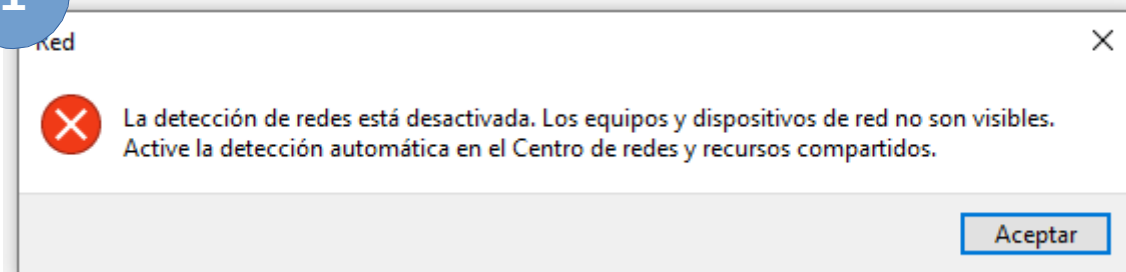 1
Red
La detección de redes está desactivada. Los equipos y dispositivos de red no son visibles.
Active la detección automática en el Centro de redes y recursos compartidos.
Aceptar